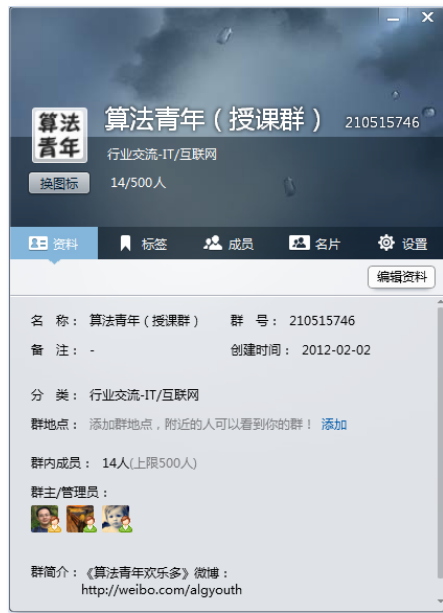 算法青年
算法青年（授课群） 210515746
行业交流-IT/互联网
换图标 14/500人
资料 标签 成员 名片 设置
编辑资料
名 称： 算法青年（授课群） 群 号： 210515746
备 注： - 创建时间： 2012-02-02
分 类： 行业交流-IT/互联网
群地点： 添加群地点，附近的人可以看到你的群！ 添加
群内成员： 14人(上限500人)
群主/管理员：
群简介：《算法青年欢乐多》微博：
http://weibo.com/algyouth